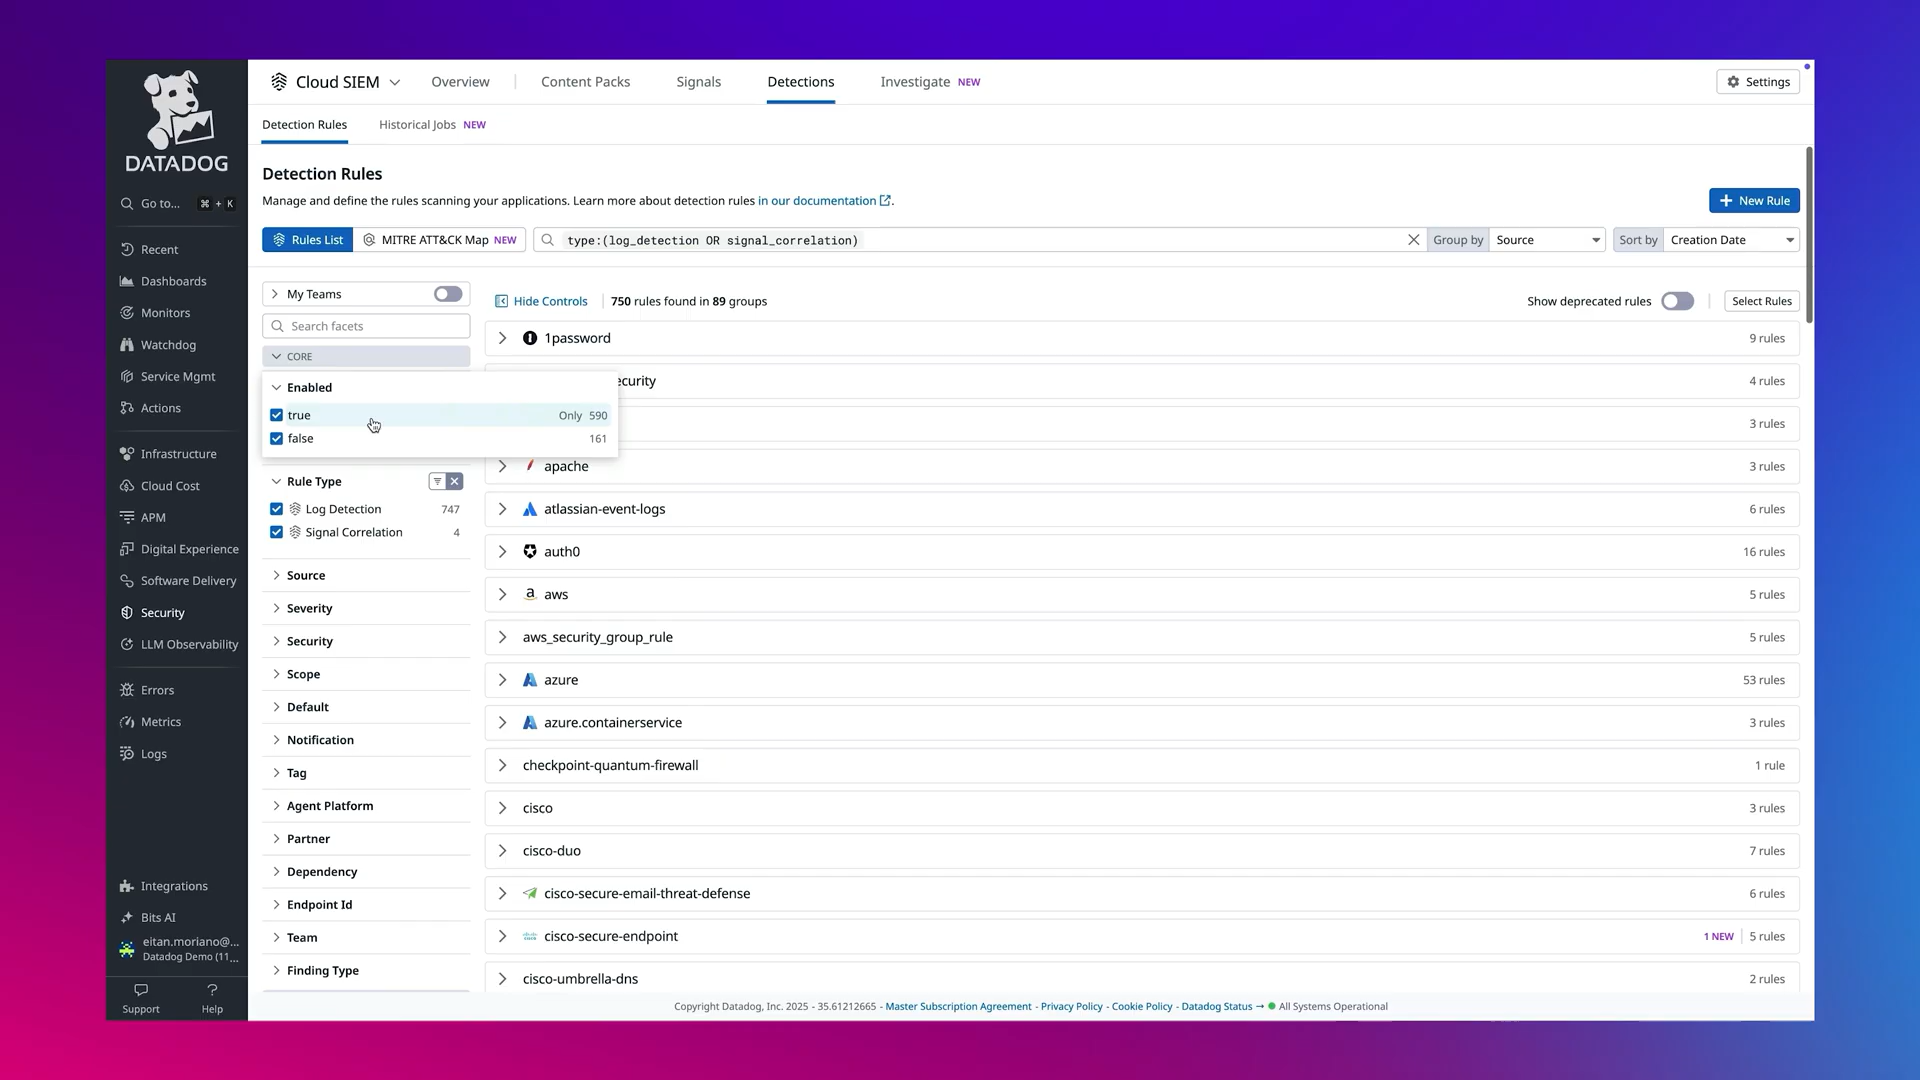 DATADOG
Go to... ⌘ + K
Recent
Dashboards
Monitors
Watchdog
Service Mgmt
Actions
Infrastructure
Cloud Cost
APM
Digital Experience
Software Delivery
Security
LLM Observability
Errors
Metrics
Logs
Integrations
Bits AI
eitan.moriano@...
Datadog Demo (11...
Support
Help
Cloud SIEM
Overview
Content Packs
Signals
Detections
Investigate NEW
Settings
Detection Rules
Historical Jobs NEW
Detection Rules
Manage and define the rules scanning your applications. Learn more about detection rules in our documentation.
New Rule
Rules List
MITRE ATT&CK Map NEW
type:(log_detection OR signal_correlation)
Group by Source
Sort by Creation Date
My Teams
Search facets
CORE
Enabled
true Only 590
false 161
Rule Type
Log Detection 747
Signal Correlation 4
Source
Severity
Security
Scope
Default
Notification
Tag
Agent Platform
Partner
Dependency
Endpoint Id
Team
Finding Type
Hide Controls
750 rules found in 89 groups
Show deprecated rules
Select Rules
1password 9 rules
ecurity 4 rules
3 rules
apache 3 rules
atlassian-event-logs 6 rules
auth0 16 rules
aws 5 rules
aws_security_group_rule 5 rules
azure 53 rules
azure.containerservice 3 rules
checkpoint-quantum-firewall 1 rule
cisco 3 rules
cisco-duo 7 rules
cisco-secure-email-threat-defense 6 rules
cisco-secure-endpoint 1 NEW 5 rules
cisco-umbrella-dns 2 rules
Copyright Datadog, Inc. 2025 - 35.61212665 - Master Subscription Agreement - Privacy Policy - Cookie Policy - Datadog Status → All Systems Operational